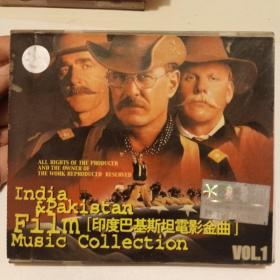 ALL RIGHTS OF THE PRODUCER
AND THE OWNER OF
THE WORK REPRODUCED RESERVED
India
&Pakistan
Film「印度巴基斯坦電影金曲」
Music Collection
VOL.1